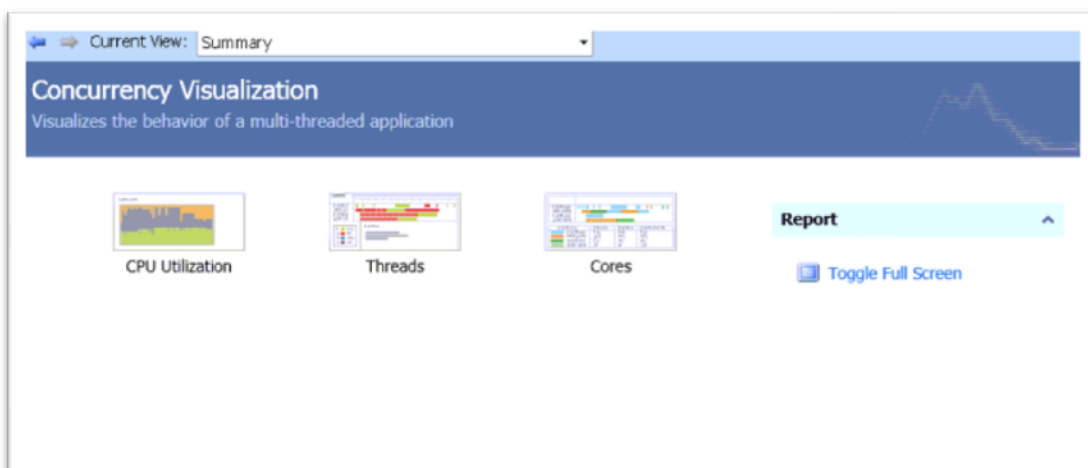 Current View: Summary
Concurrency Visualization
Visualizes the behavior of a multi-threaded application
CPU Utilization
Threads
Cores
Report
Toggle Full Screen